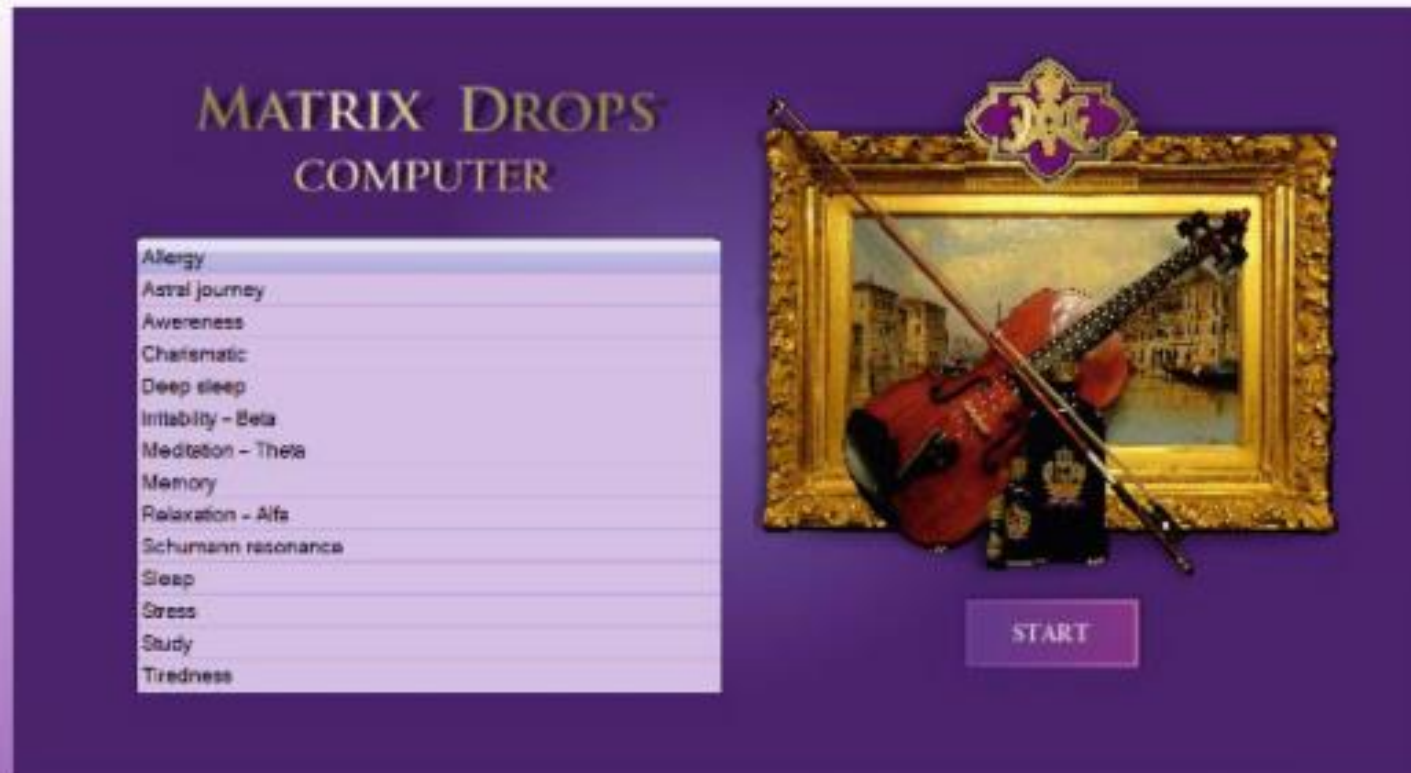 MATRIX DROPS
COMPUTER
Allergy
Astral journey
Awereness
Charismatic
Deep sleep
Irritability – Beta
Meditation – Theta
Memory
Relaxation – Alfa
Schumann resonance
Sleep
Stress
Study
Tiredness
START